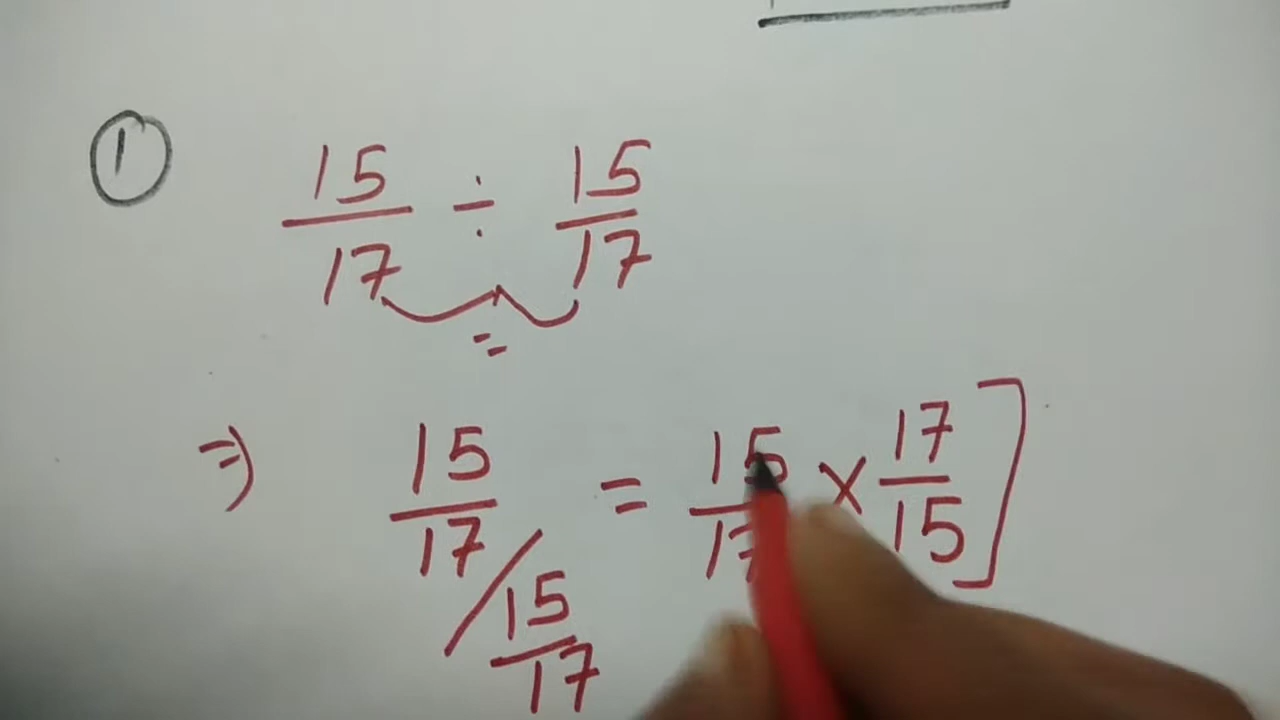 ① 15/17 ÷ 15/17
=
⇒ 15/17 / 15/17 = 15/17 × 17/15 ]